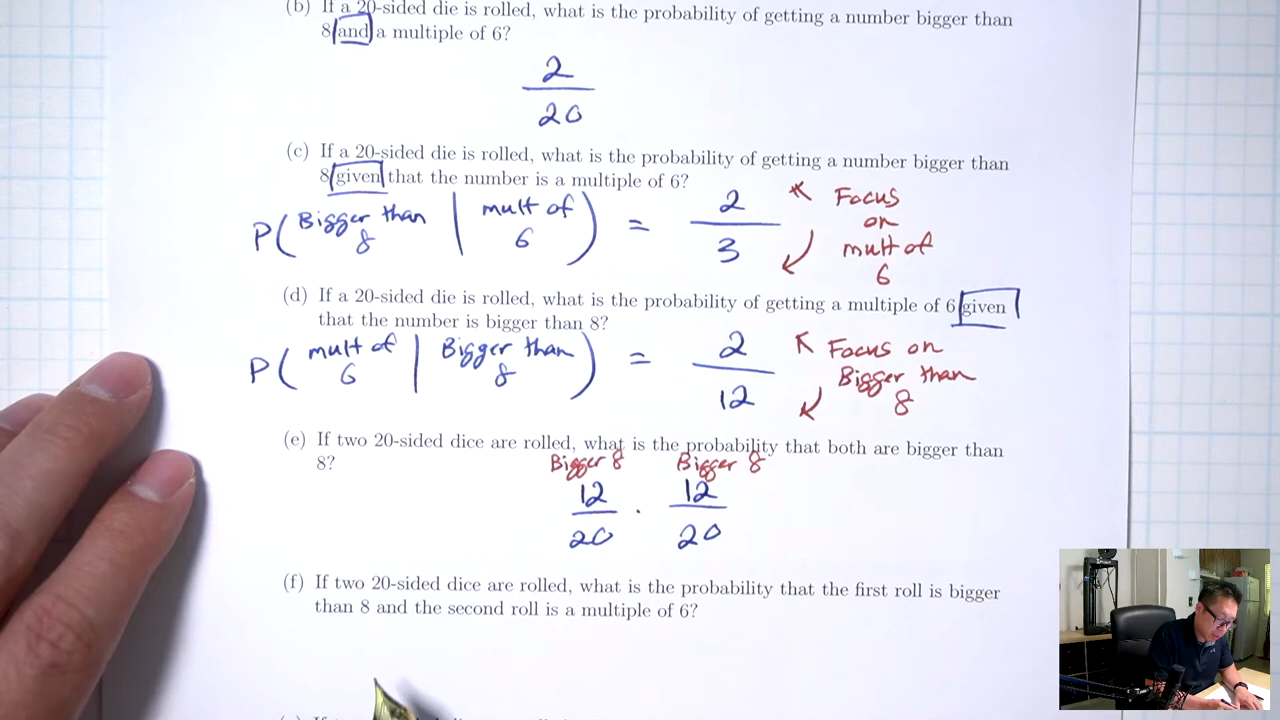 (b) If a 20-sided die is rolled, what is the probability of getting a number bigger than
8 and a multiple of 6?
2
20
(c) If a 20-sided die is rolled, what is the probability of getting a number bigger than
8 given that the number is a multiple of 6?
P( Bigger than 8 | mult of 6 ) = 2/3
* Focus
on
mult of
6
(d) If a 20-sided die is rolled, what is the probability of getting a multiple of 6 given
that the number is bigger than 8?
P( mult of 6 | Bigger than 8 ) = 2/12
Focus on
Bigger than
8
(e) If two 20-sided dice are rolled, what is the probability that both are bigger than
8?
Bigger 8 Bigger 8
12/20 · 12/20
(f) If two 20-sided dice are rolled, what is the probability that the first roll is bigger
than 8 and the second roll is a multiple of 6?